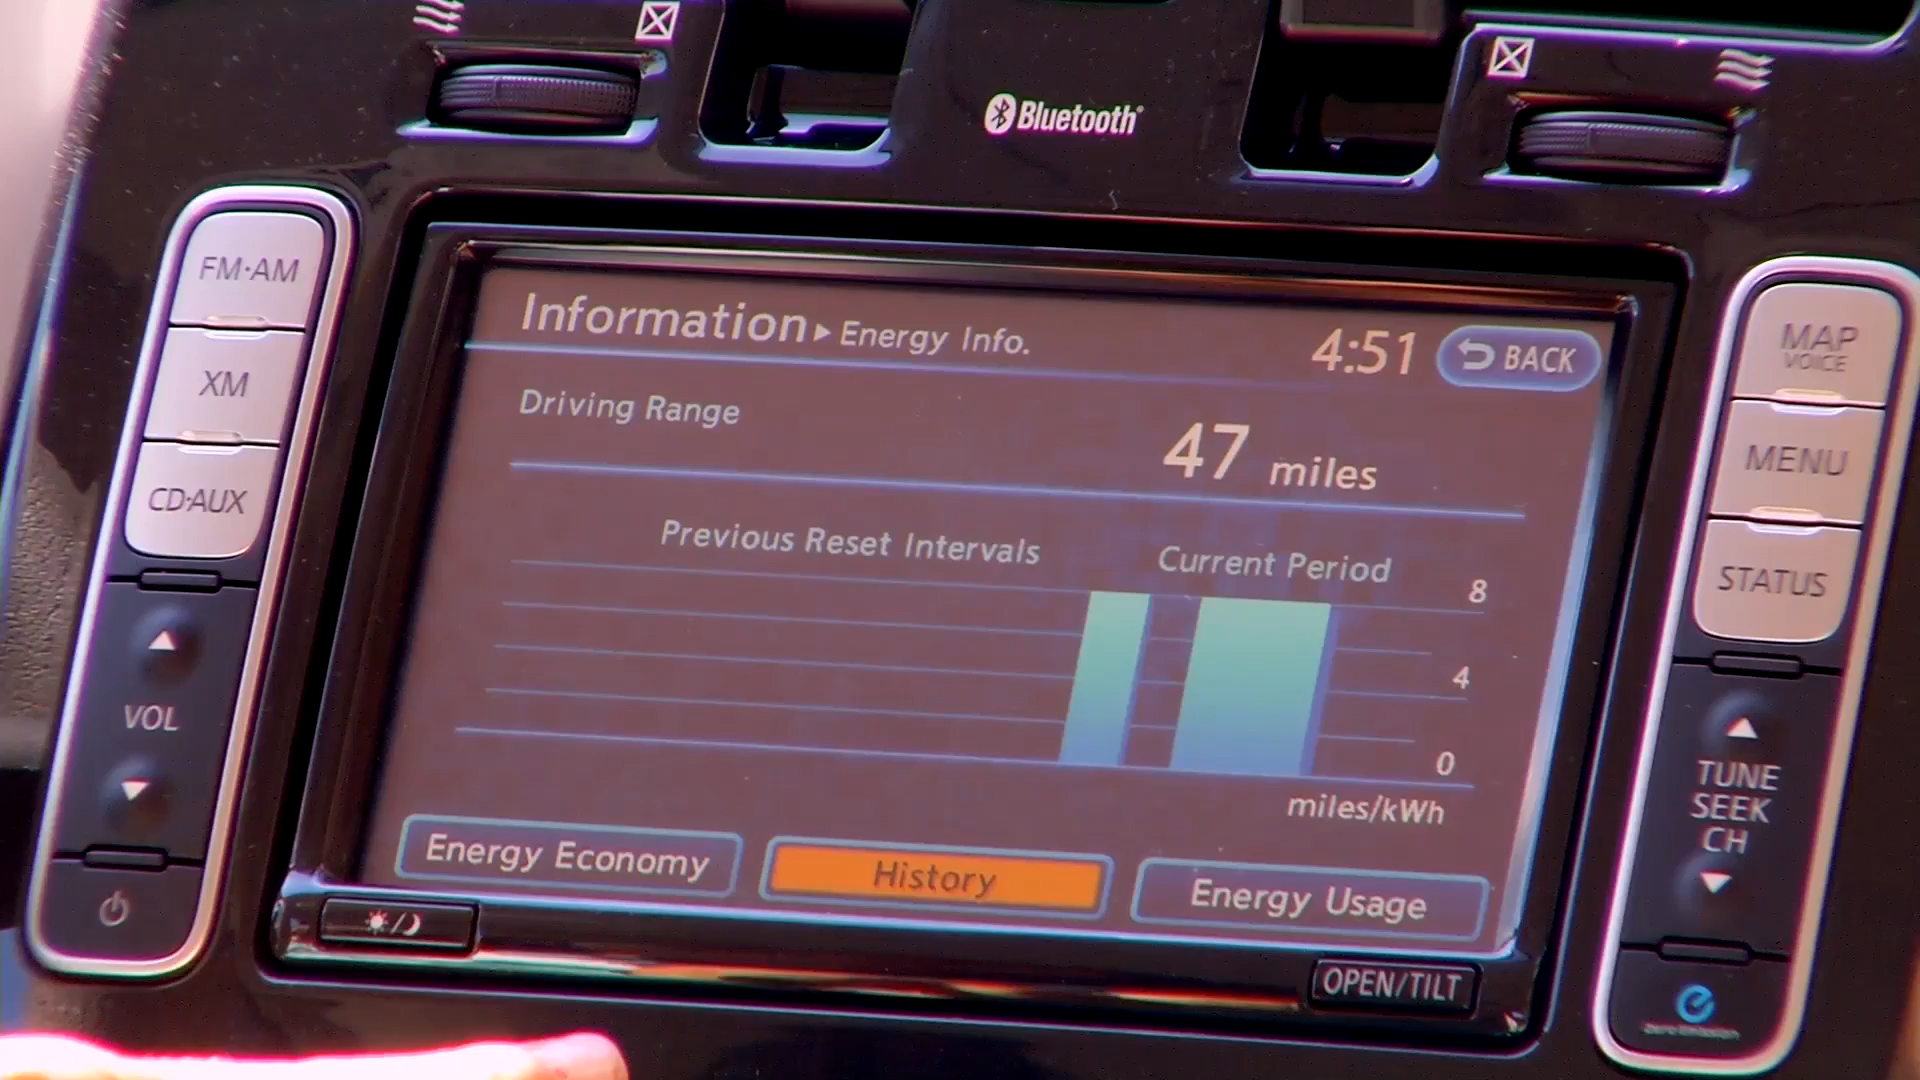 Bluetooth
FM·AM
XM
CD·AUX
VOL
Information ▸ Energy Info.
4:51
BACK
Driving Range
47 miles
Previous Reset Intervals
Current Period
8
4
0
miles/kWh
Energy Economy
History
Energy Usage
OPEN/TILT
MAP
VOICE
MENU
STATUS
TUNE
SEEK
CH
zero emission